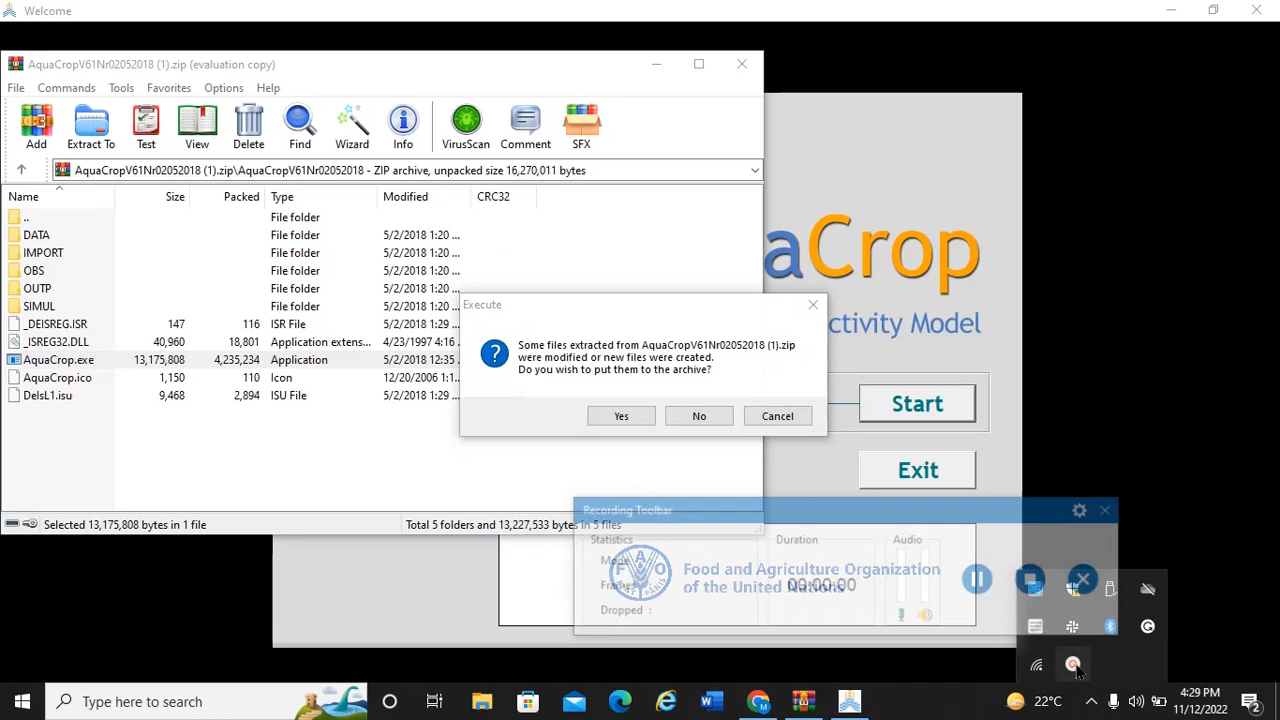 Welcome
AquaCropV61Nr02052018 (1).zip (evaluation copy)
File Commands Tools Favorites Options Help
Add Extract To Test View Delete Find Wizard Info VirusScan Comment SFX
AquaCropV61Nr02052018 (1).zip\AquaCropV61Nr02052018 - ZIP archive, unpacked size 16,270,011 bytes
Name Size Packed Type Modified CRC32
.. File folder
DATA File folder 5/2/2018 1:20 ...
IMPORT File folder 5/2/2018 1:20 ...
OBS File folder 5/2/2018 1:20 ...
OUTP File folder 5/2/2018 1:20 ...
SIMUL File folder 5/2/2018 1:20 ...
_DEISREG.ISR 147 116 ISR File 5/2/2018 1:29 ...
_ISREG32.DLL 40,960 18,801 Application extens... 4/23/1997 4:16 ...
AquaCrop.exe 13,175,808 4,235,234 Application 5/2/2018 12:35 ...
AquaCrop.ico 1,150 110 Icon 12/20/2006 1:1...
DelsL1.isu 9,468 2,894 ISU File 5/2/2018 1:29 ...
Selected 13,175,808 bytes in 1 file Total 5 folders and 13,227,533 bytes in 5 files
aCrop
ctivity Model
Start
Exit
Execute
Some files extracted from AquaCropV61Nr02052018 (1).zip
were modified or new files were created.
Do you wish to put them to the archive?
Yes No Cancel
Recording Toolbar
Statistics Duration Audio
Food and Agriculture Organization
of the United Nations
00:00:00
Dropped :
Type here to search
22°C
4:29 PM
11/12/2022
2